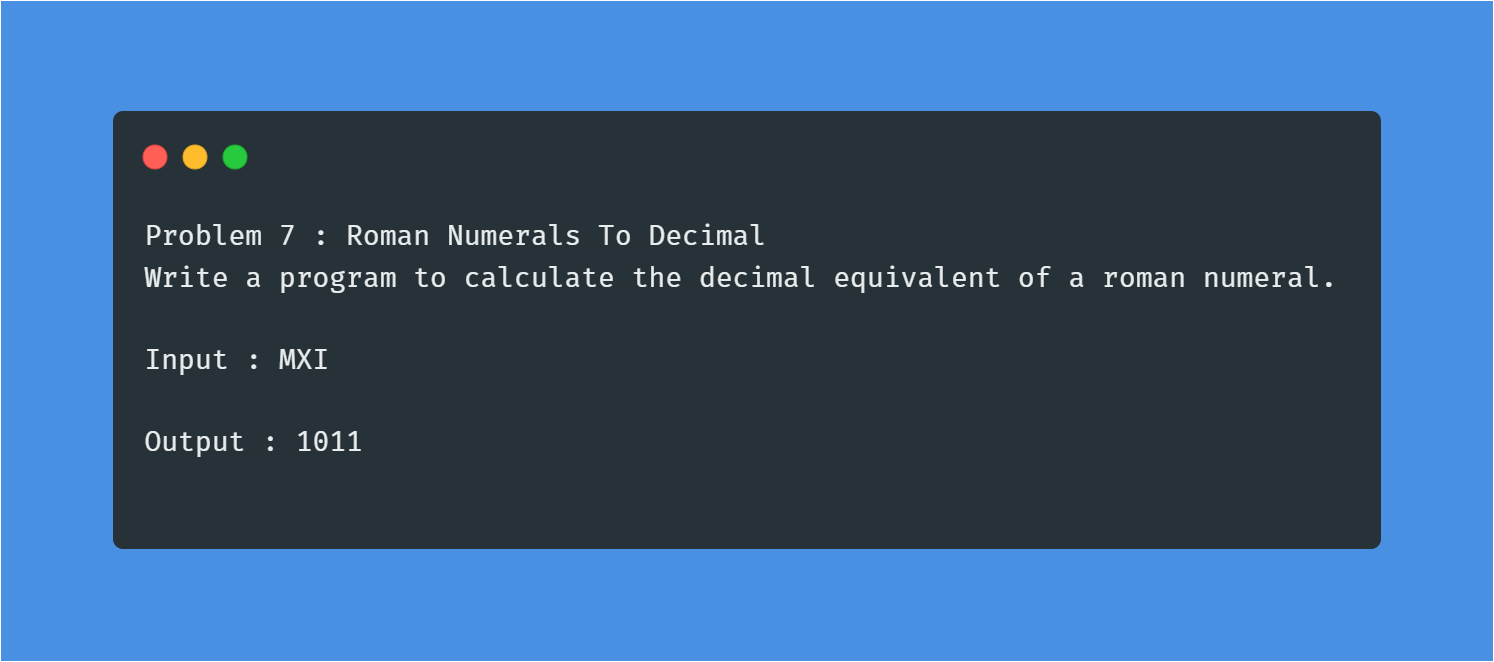 Problem 7 : Roman Numerals To Decimal
Write a program to calculate the decimal equivalent of a roman numeral.
Input : MXI
Output : 1011